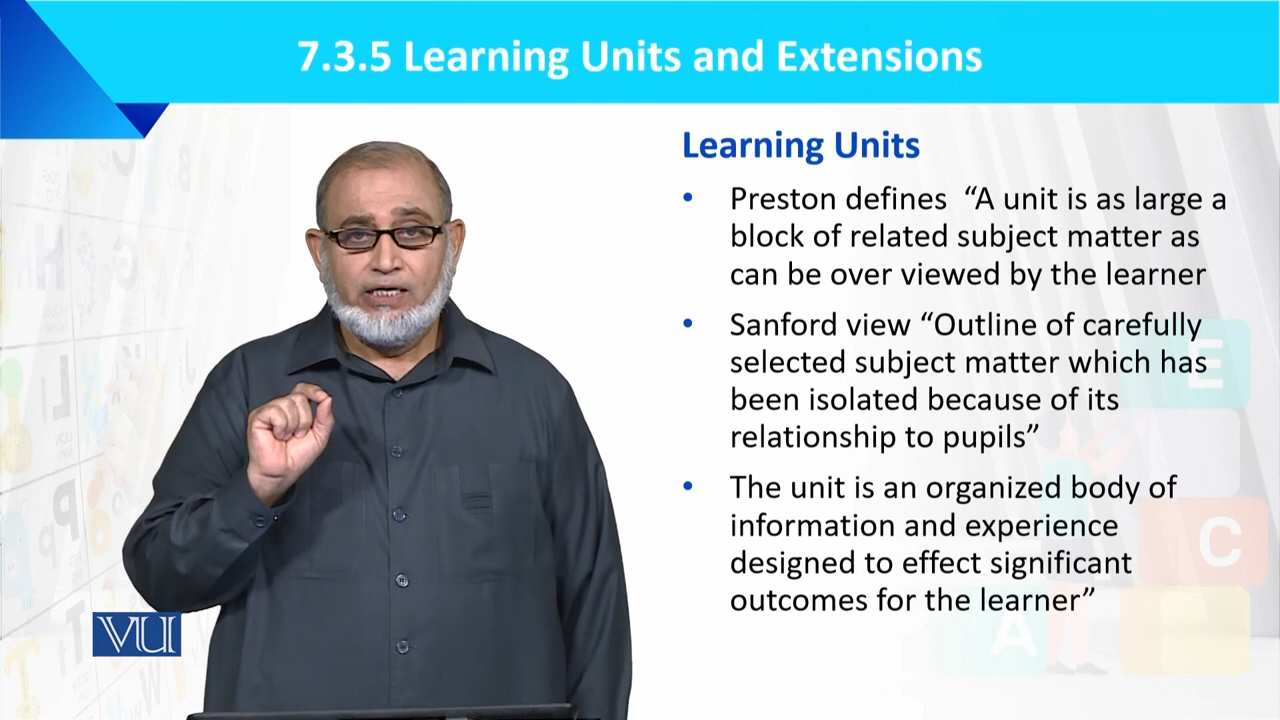 7.3.5 Learning Units and Extensions
Learning Units
• Preston defines “A unit is as large a
block of related subject matter as
can be over viewed by the learner
• Sanford view “Outline of carefully
selected subject matter which has
been isolated because of its
relationship to pupils”
• The unit is an organized body of
information and experience
designed to effect significant
outcomes for the learner”
VU
E
C
A